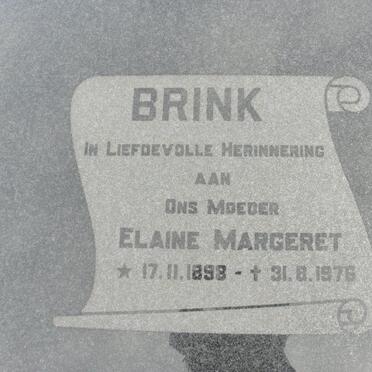 BRINK
IN LIEFDEVOLLE HERINNERING
AAN
ONS MOEDER
ELAINE MARGERET
★ 17.11.1898 - † 31.8.1976